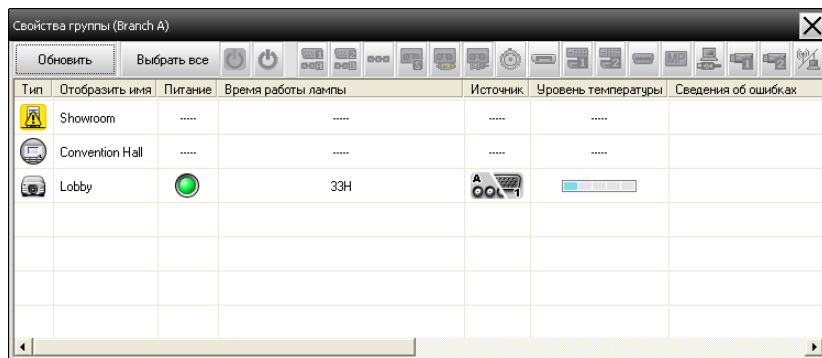 Свойства группы (Branch A)
Обновить Выбрать все
Тип Отобразить имя Питание Время работы лампы Источник Уровень температуры Сведения об ошибках
Showroom ----- ----- ----- -----
Convention Hall ----- ----- ----- -----
Lobby 33H A 1